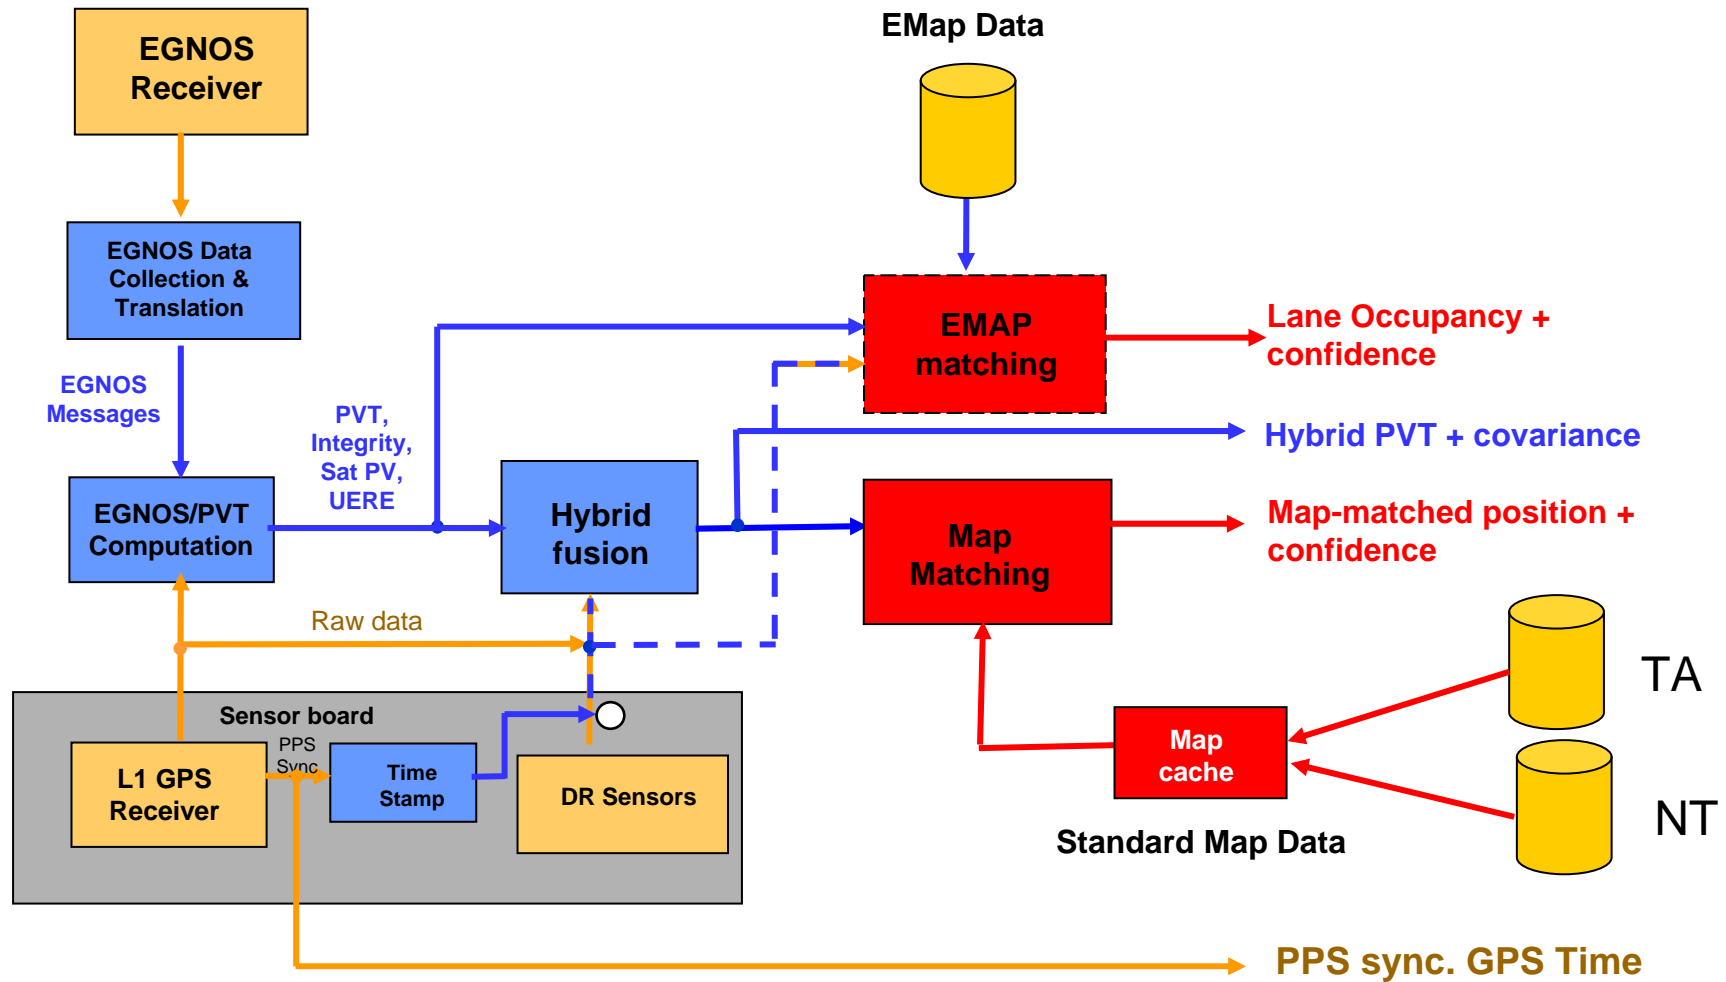 EGNOS
Receiver
EMap Data
EGNOS Data
Collection &
Translation
EGNOS
Messages
PVT,
Integrity,
Sat PV,
UERE
EMAP
matching
Lane Occupancy +
confidence
Hybrid PVT + covariance
EGNOS/PVT
Computation
Hybrid
fusion
Map
Matching
Map-matched position +
confidence
Raw data
Sensor board
PPS
Sync
L1 GPS
Receiver
Time
Stamp
DR Sensors
Map
cache
TA
NT
Standard Map Data
PPS sync. GPS Time